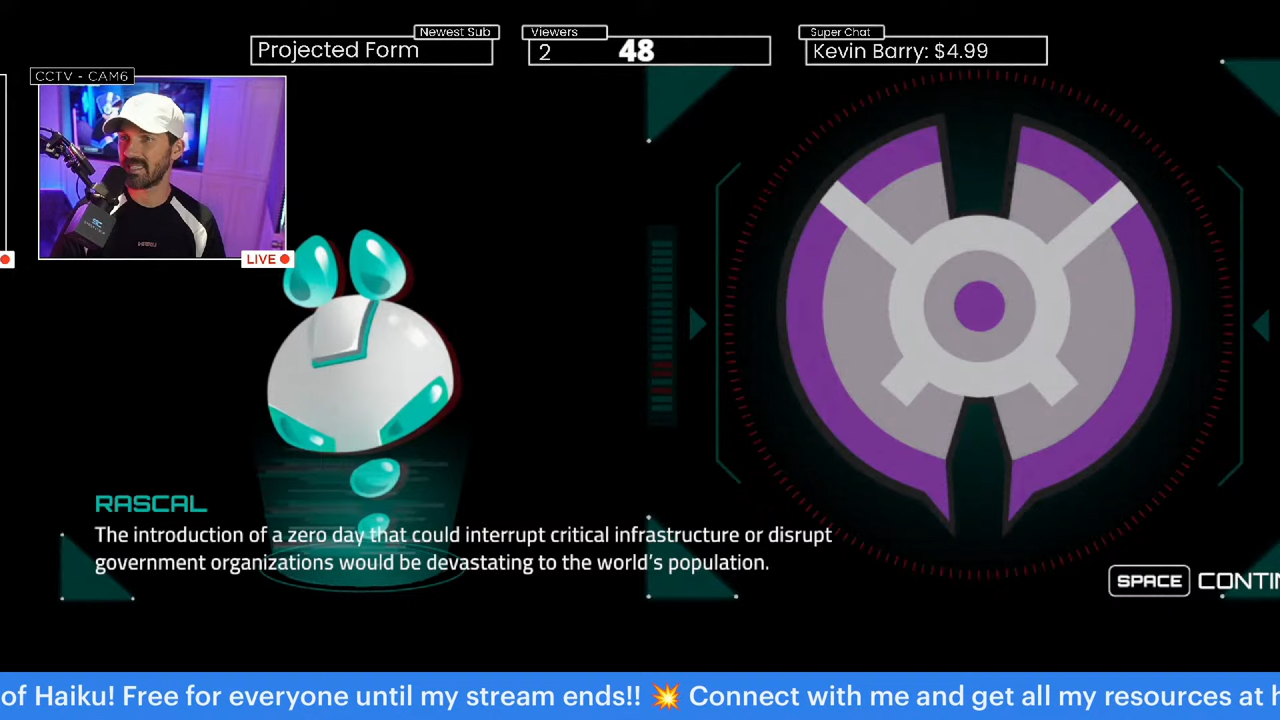 Newest Sub
Projected Form
Viewers
2
48
Super Chat
Kevin Barry: $4.99
CCTV - CAM6
LIVE
RASCAL
The introduction of a zero day that could interrupt critical infrastructure or disrupt
government organizations would be devastating to the world's population.
SPACE CONTIN
of Haiku! Free for everyone until my stream ends!! 💥 Connect with me and get all my resources at h